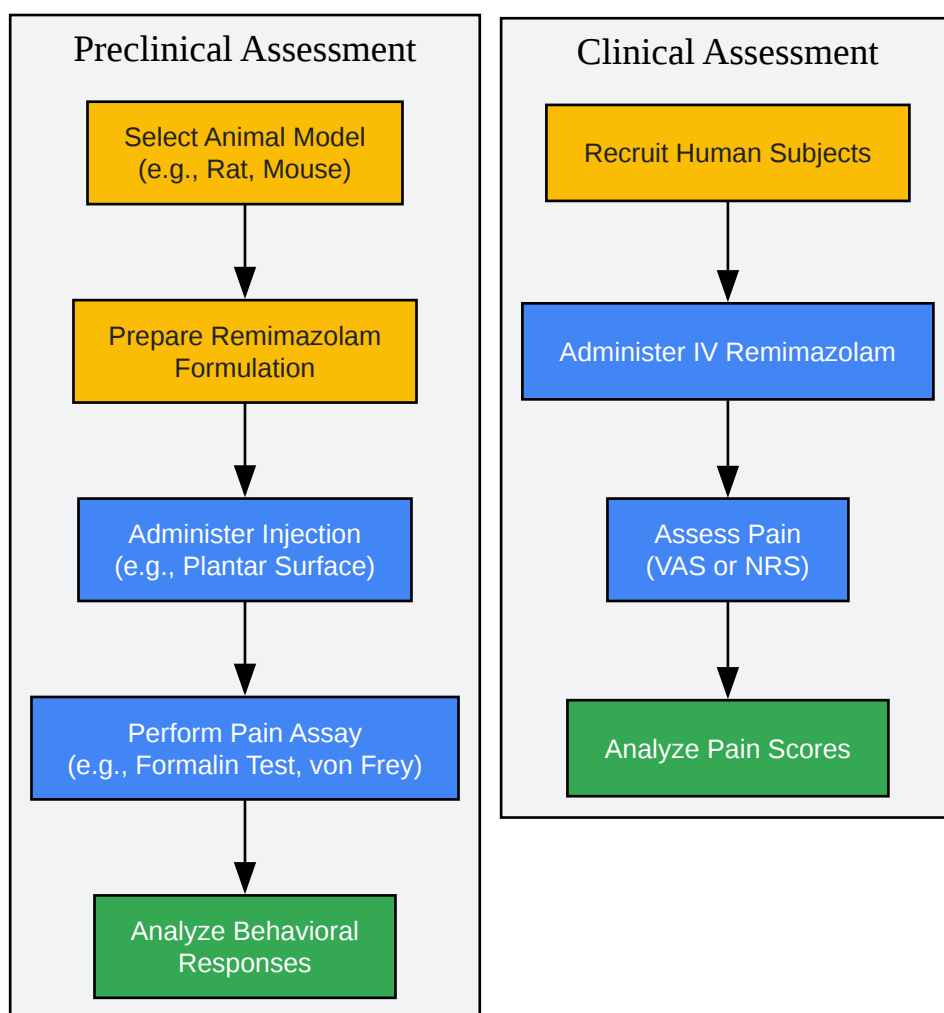 Preclinical Assessment
Select Animal Model
(e.g., Rat, Mouse)
Prepare Remimazolam
Formulation
Administer Injection
(e.g., Plantar Surface)
Perform Pain Assay
(e.g., Formalin Test, von Frey)
Analyze Behavioral
Responses
Clinical Assessment
Recruit Human Subjects
Administer IV Remimazolam
Assess Pain
(VAS or NRS)
Analyze Pain Scores